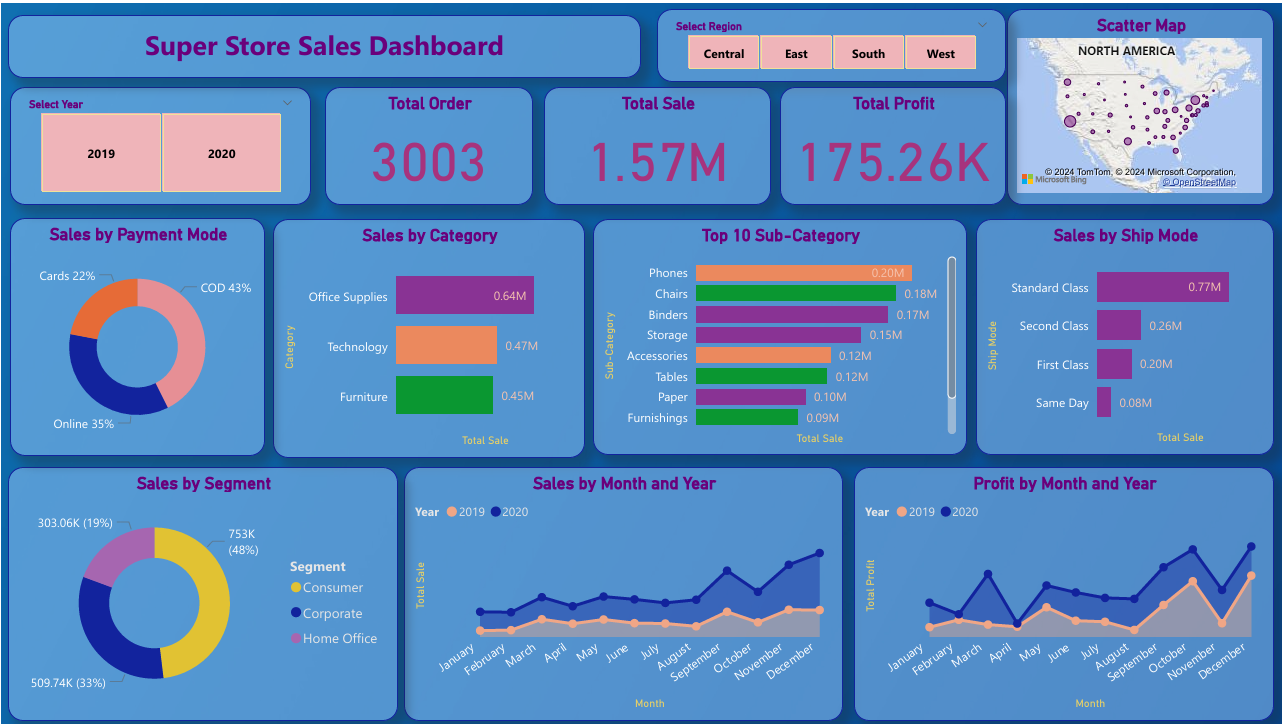 Super Store Sales Dashboard
Select Region
Central
East
South
West
Scatter Map
NORTH AMERICA
© 2024 TomTom, © 2024 Microsoft Corporation,
Microsoft Bing
© OpenStreetMap
Select Year
2019
2020
Total Order
3003
Total Sale
1.57M
Total Profit
175.26K
Sales by Payment Mode
Cards 22%
COD 43%
Online 35%
Sales by Category
Category
Office Supplies
0.64M
Technology
0.47M
Furniture
0.45M
Total Sale
Top 10 Sub-Category
Sub-Category
Phones
0.20M
Chairs
0.18M
Binders
0.17M
Storage
0.15M
Accessories
0.12M
Tables
0.12M
Paper
0.10M
Furnishings
0.09M
Total Sale
Sales by Ship Mode
Ship Mode
Standard Class
0.77M
Second Class
0.26M
First Class
0.20M
Same Day
0.08M
Total Sale
Sales by Segment
303.06K (19%)
753K
(48%)
509.74K (33%)
Segment
Consumer
Corporate
Home Office
Sales by Month and Year
Year
2019
2020
Total Sale
January
February
March
April
May
June
July
August
September
October
November
December
Month
Profit by Month and Year
Year
2019
2020
Total Profit
January
February
March
April
May
June
July
August
September
October
November
December
Month